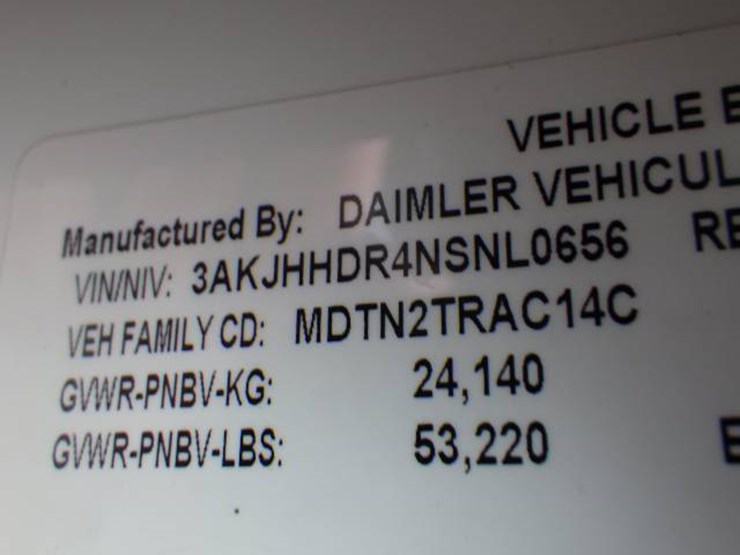 VEHICLE E
Manufactured By: DAIMLER VEHICUL
VIN/NIV: 3AKJHHDR4NSNL0656 RE
VEH FAMILY CD: MDTN2TRAC14C
GVWR-PNBV-KG: 24,140
GVWR-PNBV-LBS: 53,220 E